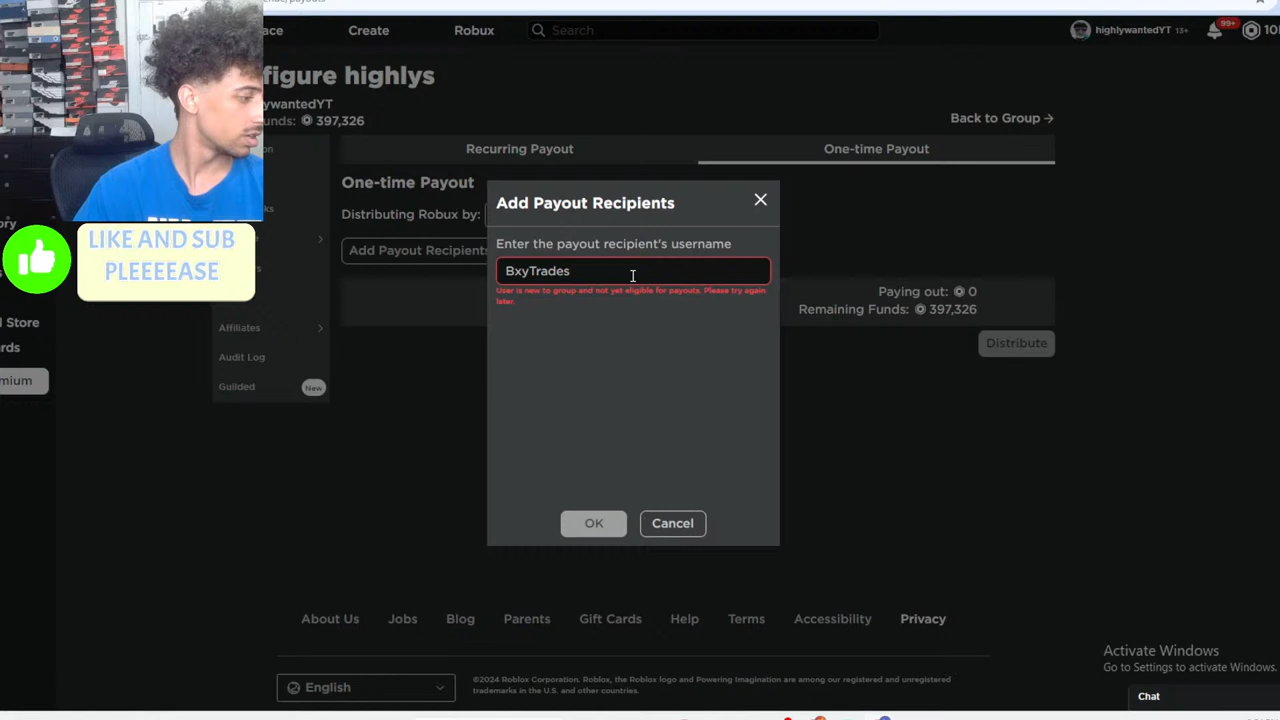 ace
Create
Robux
Search
highlywantedYT 13+
99+
figure highlys
ywantedYT
unds: 397,326
Back to Group
Recurring Payout
One-time Payout
One-time Payout
Distributing Robux by:
Add Payout Recipients
Add Payout Recipients
Enter the payout recipient's username
BxyTrades
User is new to group and not yet eligible for payouts. Please try again
later.
OK
Cancel
Paying out: 0
Remaining Funds: 397,326
Distribute
LIKE AND SUB
PLEEEEASE
Affiliates
Audit Log
Guilded
New
About Us
Jobs
Blog
Parents
Gift Cards
Help
Terms
Accessibility
Privacy
English
©2024 Roblox Corporation. Roblox, the Roblox logo and Powering Imagination are among our registered and unregistered
trademarks in the U.S. and other countries.
Activate Windows
Go to Settings to activate Windows.
Chat